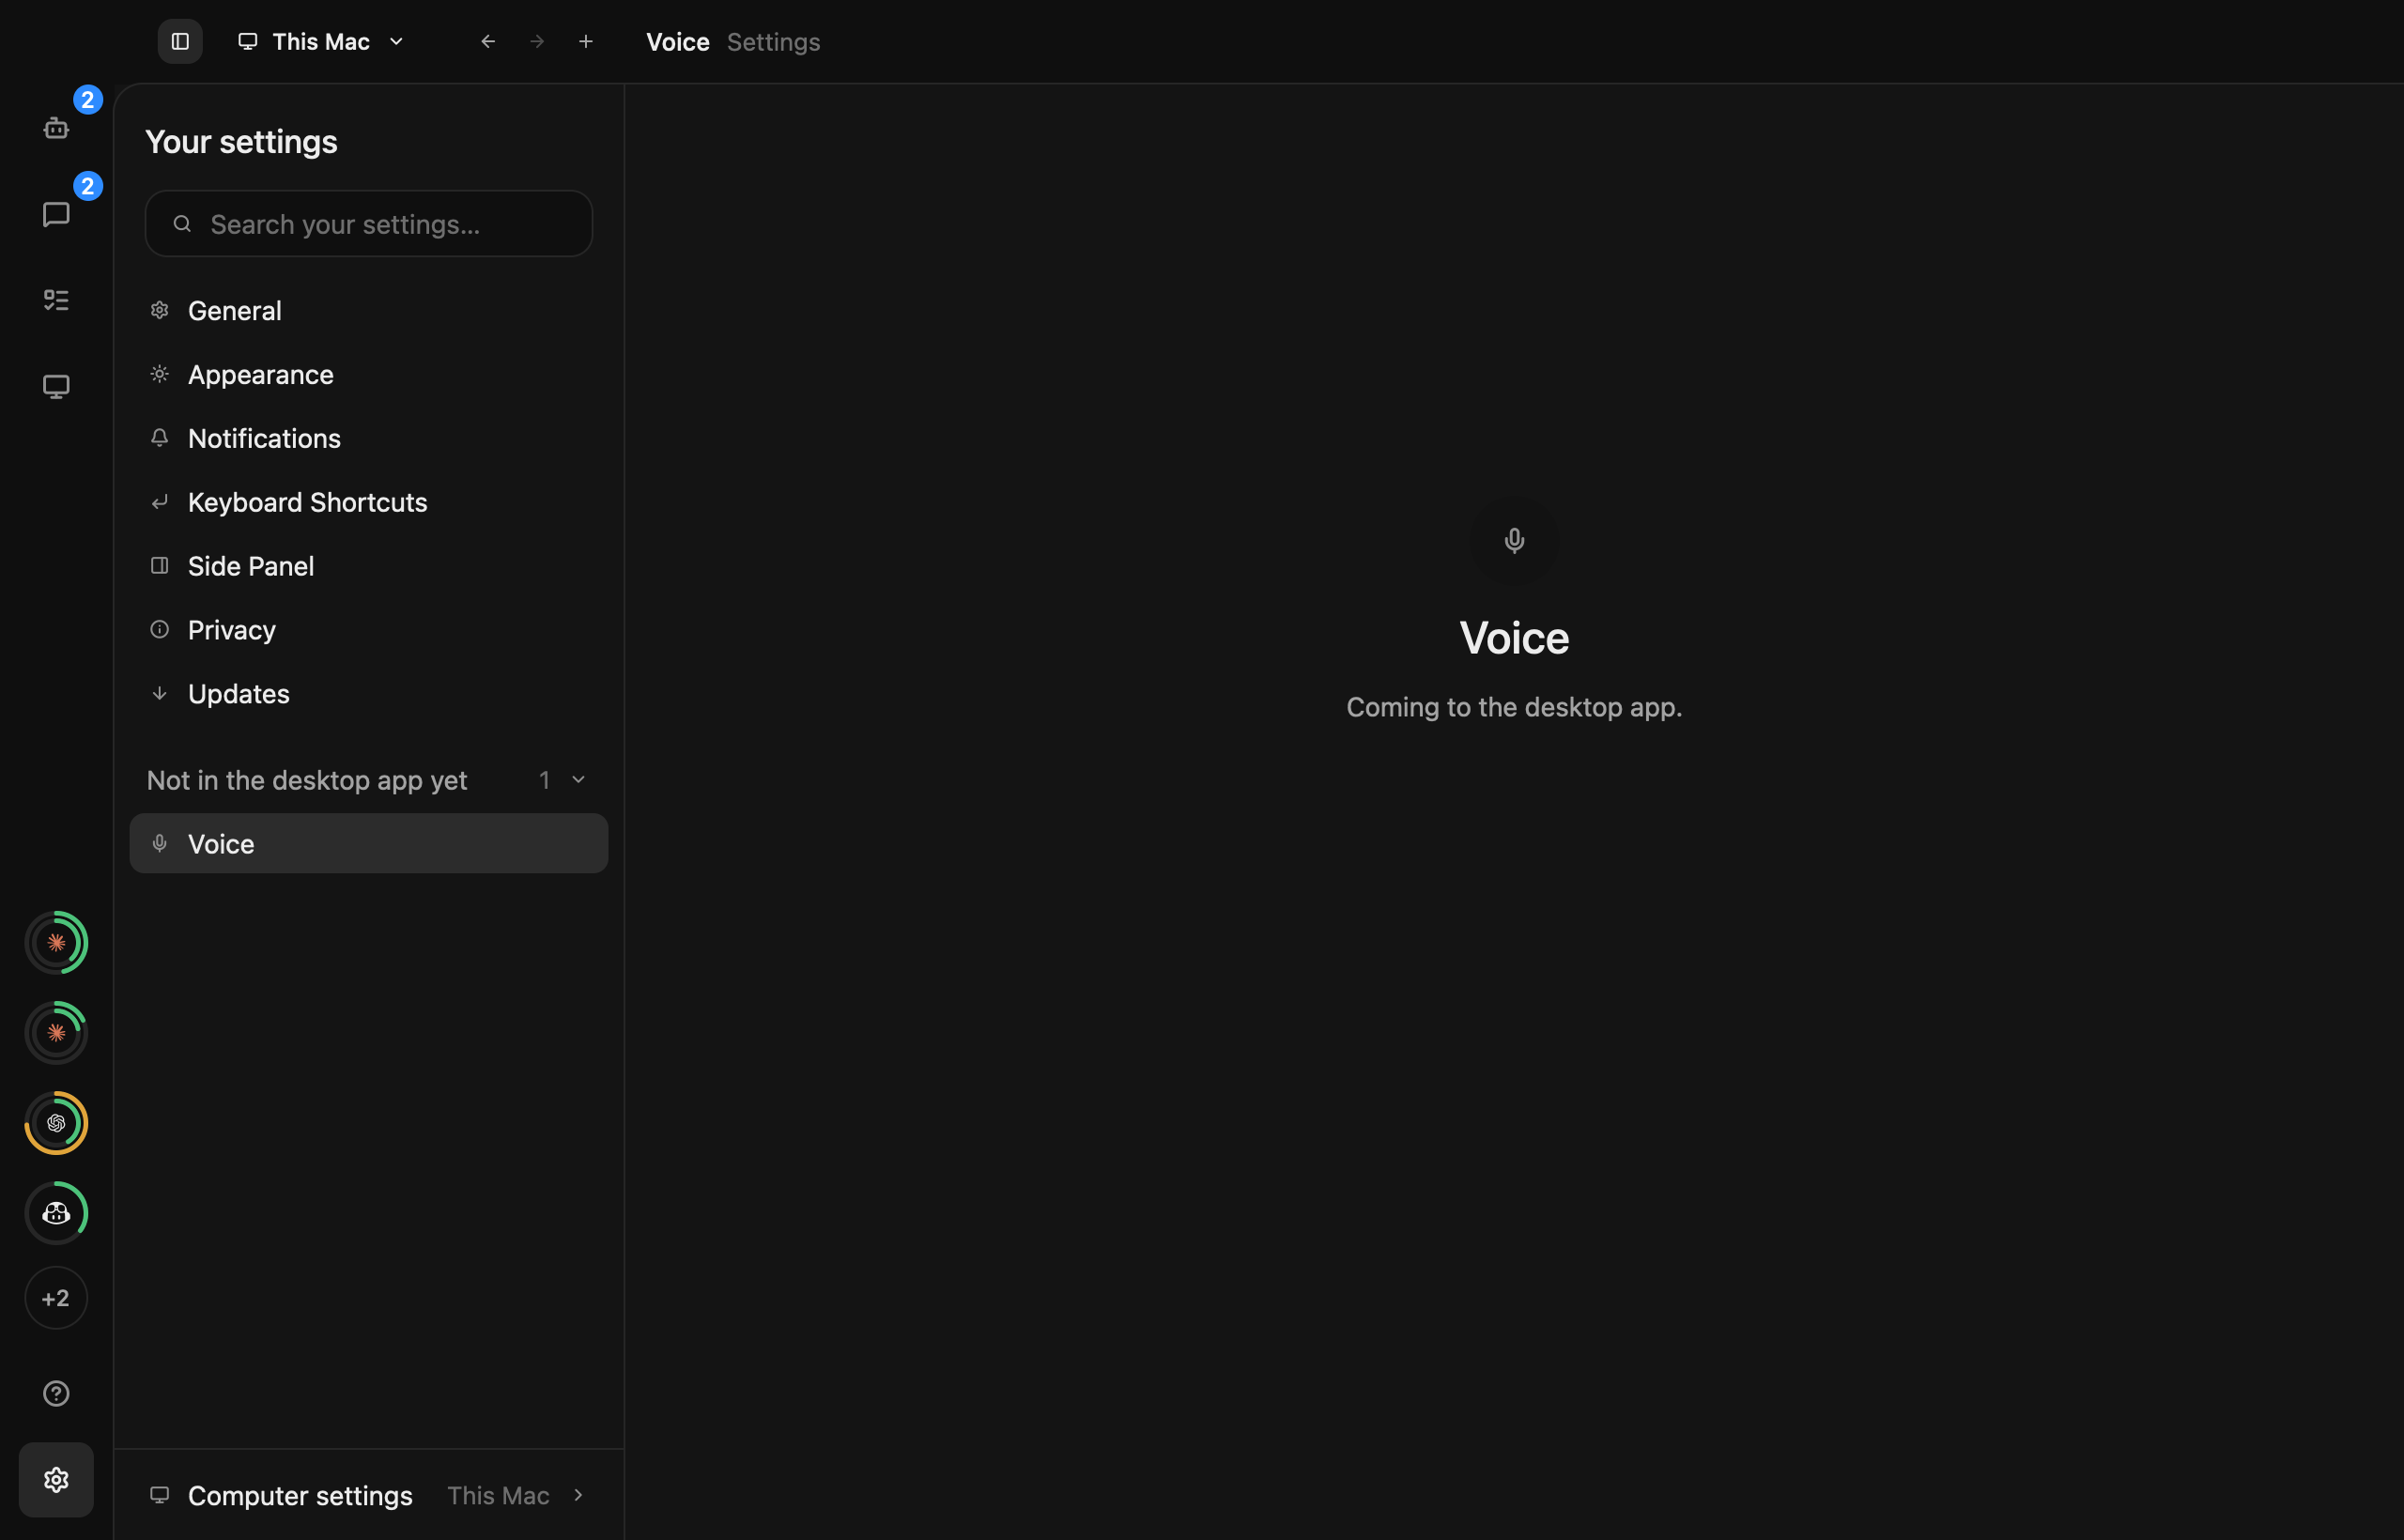 This Mac
Voice Settings
2
2
Your settings
Search your settings...
General
Appearance
Notifications
Keyboard Shortcuts
Side Panel
Privacy
Updates
Not in the desktop app yet 1
Voice
Voice
Coming to the desktop app.
+2
Computer settings This Mac